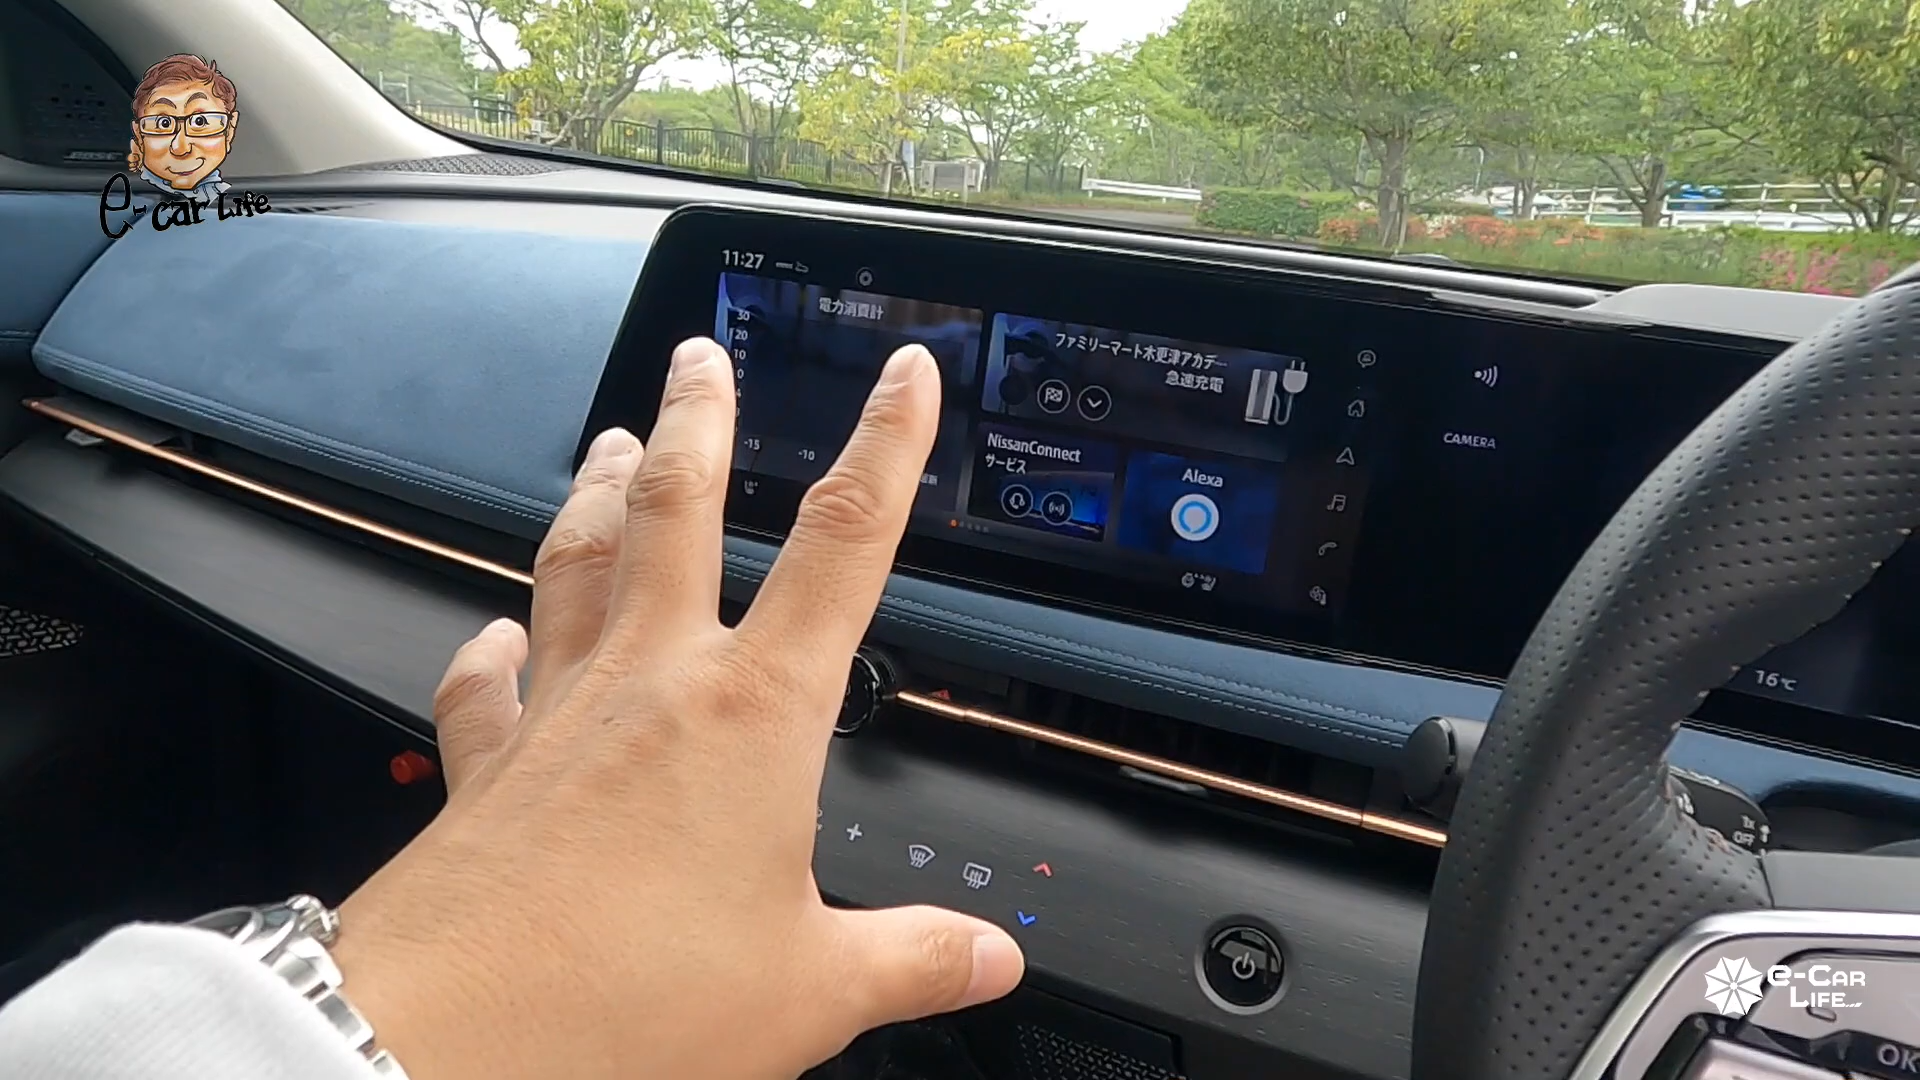 e-car Life
11:27
電力消費計
30
20
10
0
-15
-10
ファミリーマート木更津アカデ…
急速充電
NissanConnect
サービス
Alexa
CAMERA
16℃
1x
OFF
e-Car
Life...
OK